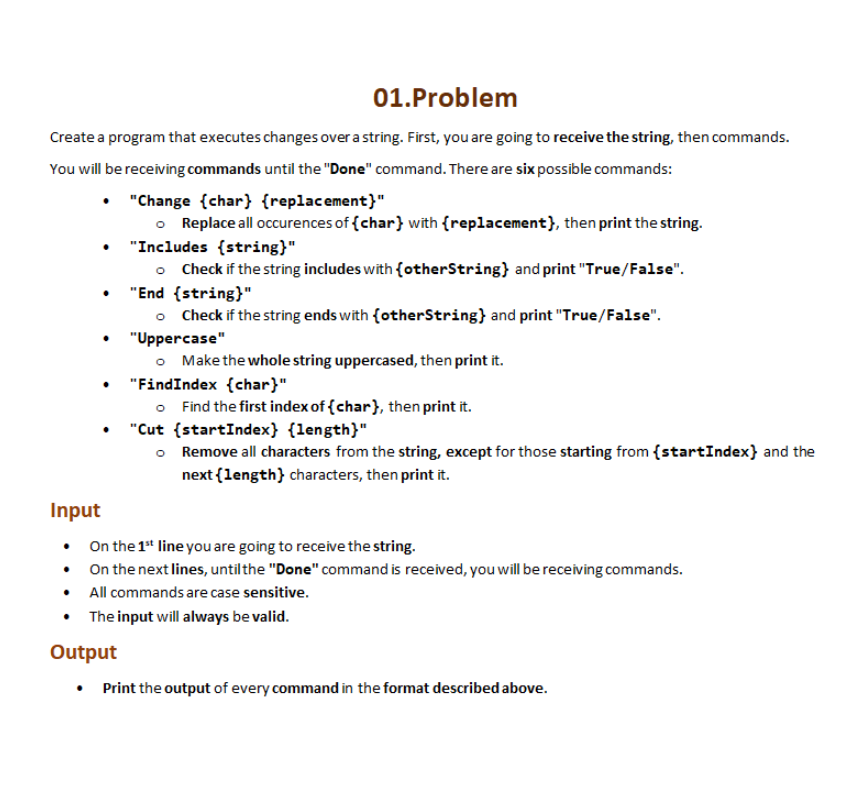 01.Problem
Create a program that executes changes over a string. First, you are going to receive the string, then commands.
You will be receiving commands until the "Done" command. There are six possible commands:
• "Change {char} {replacement}"
o Replace all occurences of {char} with {replacement}, then print the string.
• "Includes {string}"
o Check if the string includes with {otherString} and print "True/False".
• "End {string}"
o Check if the string ends with {otherString} and print "True/False".
• "Uppercase"
o Make the whole string uppercased, then print it.
• "FindIndex {char}"
o Find the first index of {char}, then print it.
• "Cut {startIndex} {length}"
o Remove all characters from the string, except for those starting from {startIndex} and the
next {length} characters, then print it.
Input
• On the 1st line you are going to receive the string.
• On the next lines, until the "Done" command is received, you will be receiving commands.
• All commands are case sensitive.
• The input will always be valid.
Output
• Print the output of every command in the format described above.